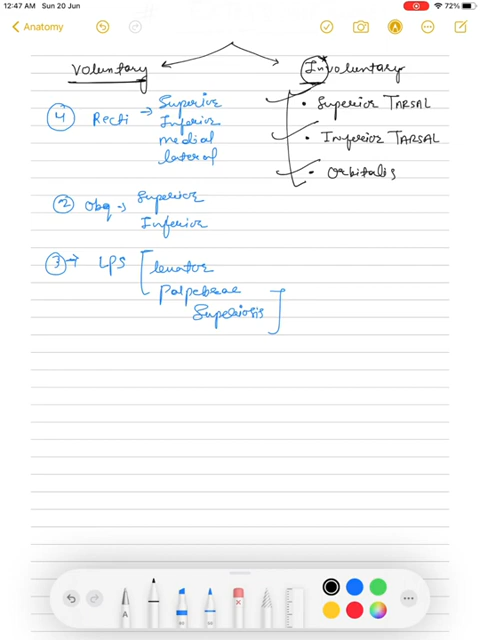 12:47 AM Sun 20 Jun
72%
Anatomy
Voluntary
Involuntary
4 Recti → Superior
Inferior
medial
lateral
• Superior TARSAL
• Inferior TARSAL
• Orbitalis
2 Obq → Superior
Inferior
3 → LPS [ levator
Palpebrae
Superiosis ]
A